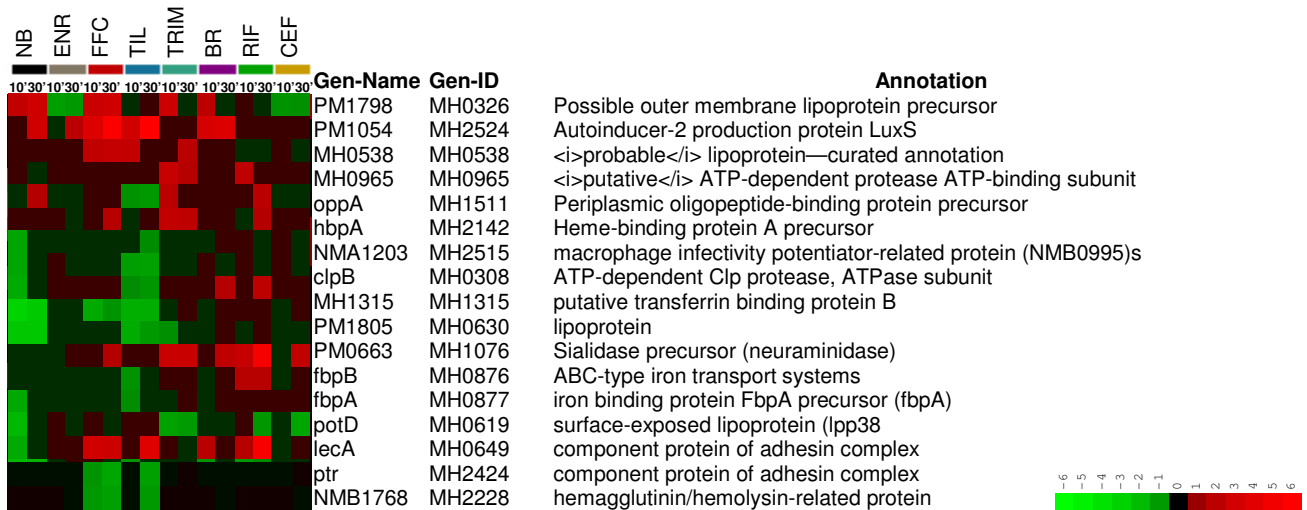 NB ENR FFC TIL TRIM BR RIF CEF
10'30' 10'30' 10'30' 10'30' 10'30' 10'30' 10'30' 10'30' Gen-Name Gen-ID Annotation
PM1798 MH0326 Possible outer membrane lipoprotein precursor
PM1054 MH2524 Autoinducer-2 production protein LuxS
MH0538 MH0538 <i>probable</i> lipoprotein—curated annotation
MH0965 MH0965 <i>putative</i> ATP-dependent protease ATP-binding subunit
oppA MH1511 Periplasmic oligopeptide-binding protein precursor
hbpA MH2142 Heme-binding protein A precursor
NMA1203 MH2515 macrophage infectivity potentiator-related protein (NMB0995)s
clpB MH0308 ATP-dependent Clp protease, ATPase subunit
MH1315 MH1315 putative transferrin binding protein B
PM1805 MH0630 lipoprotein
PM0663 MH1076 Sialidase precursor (neuraminidase)
fbpB MH0876 ABC-type iron transport systems
fbpA MH0877 iron binding protein FbpA precursor (fbpA)
potD MH0619 surface-exposed lipoprotein (lpp38
lecA MH0649 component protein of adhesin complex
ptr MH2424 component protein of adhesin complex
NMB1768 MH2228 hemagglutinin/hemolysin-related protein
-6 -5 -4 -3 -2 -1 0 1 2 3 4 5 6